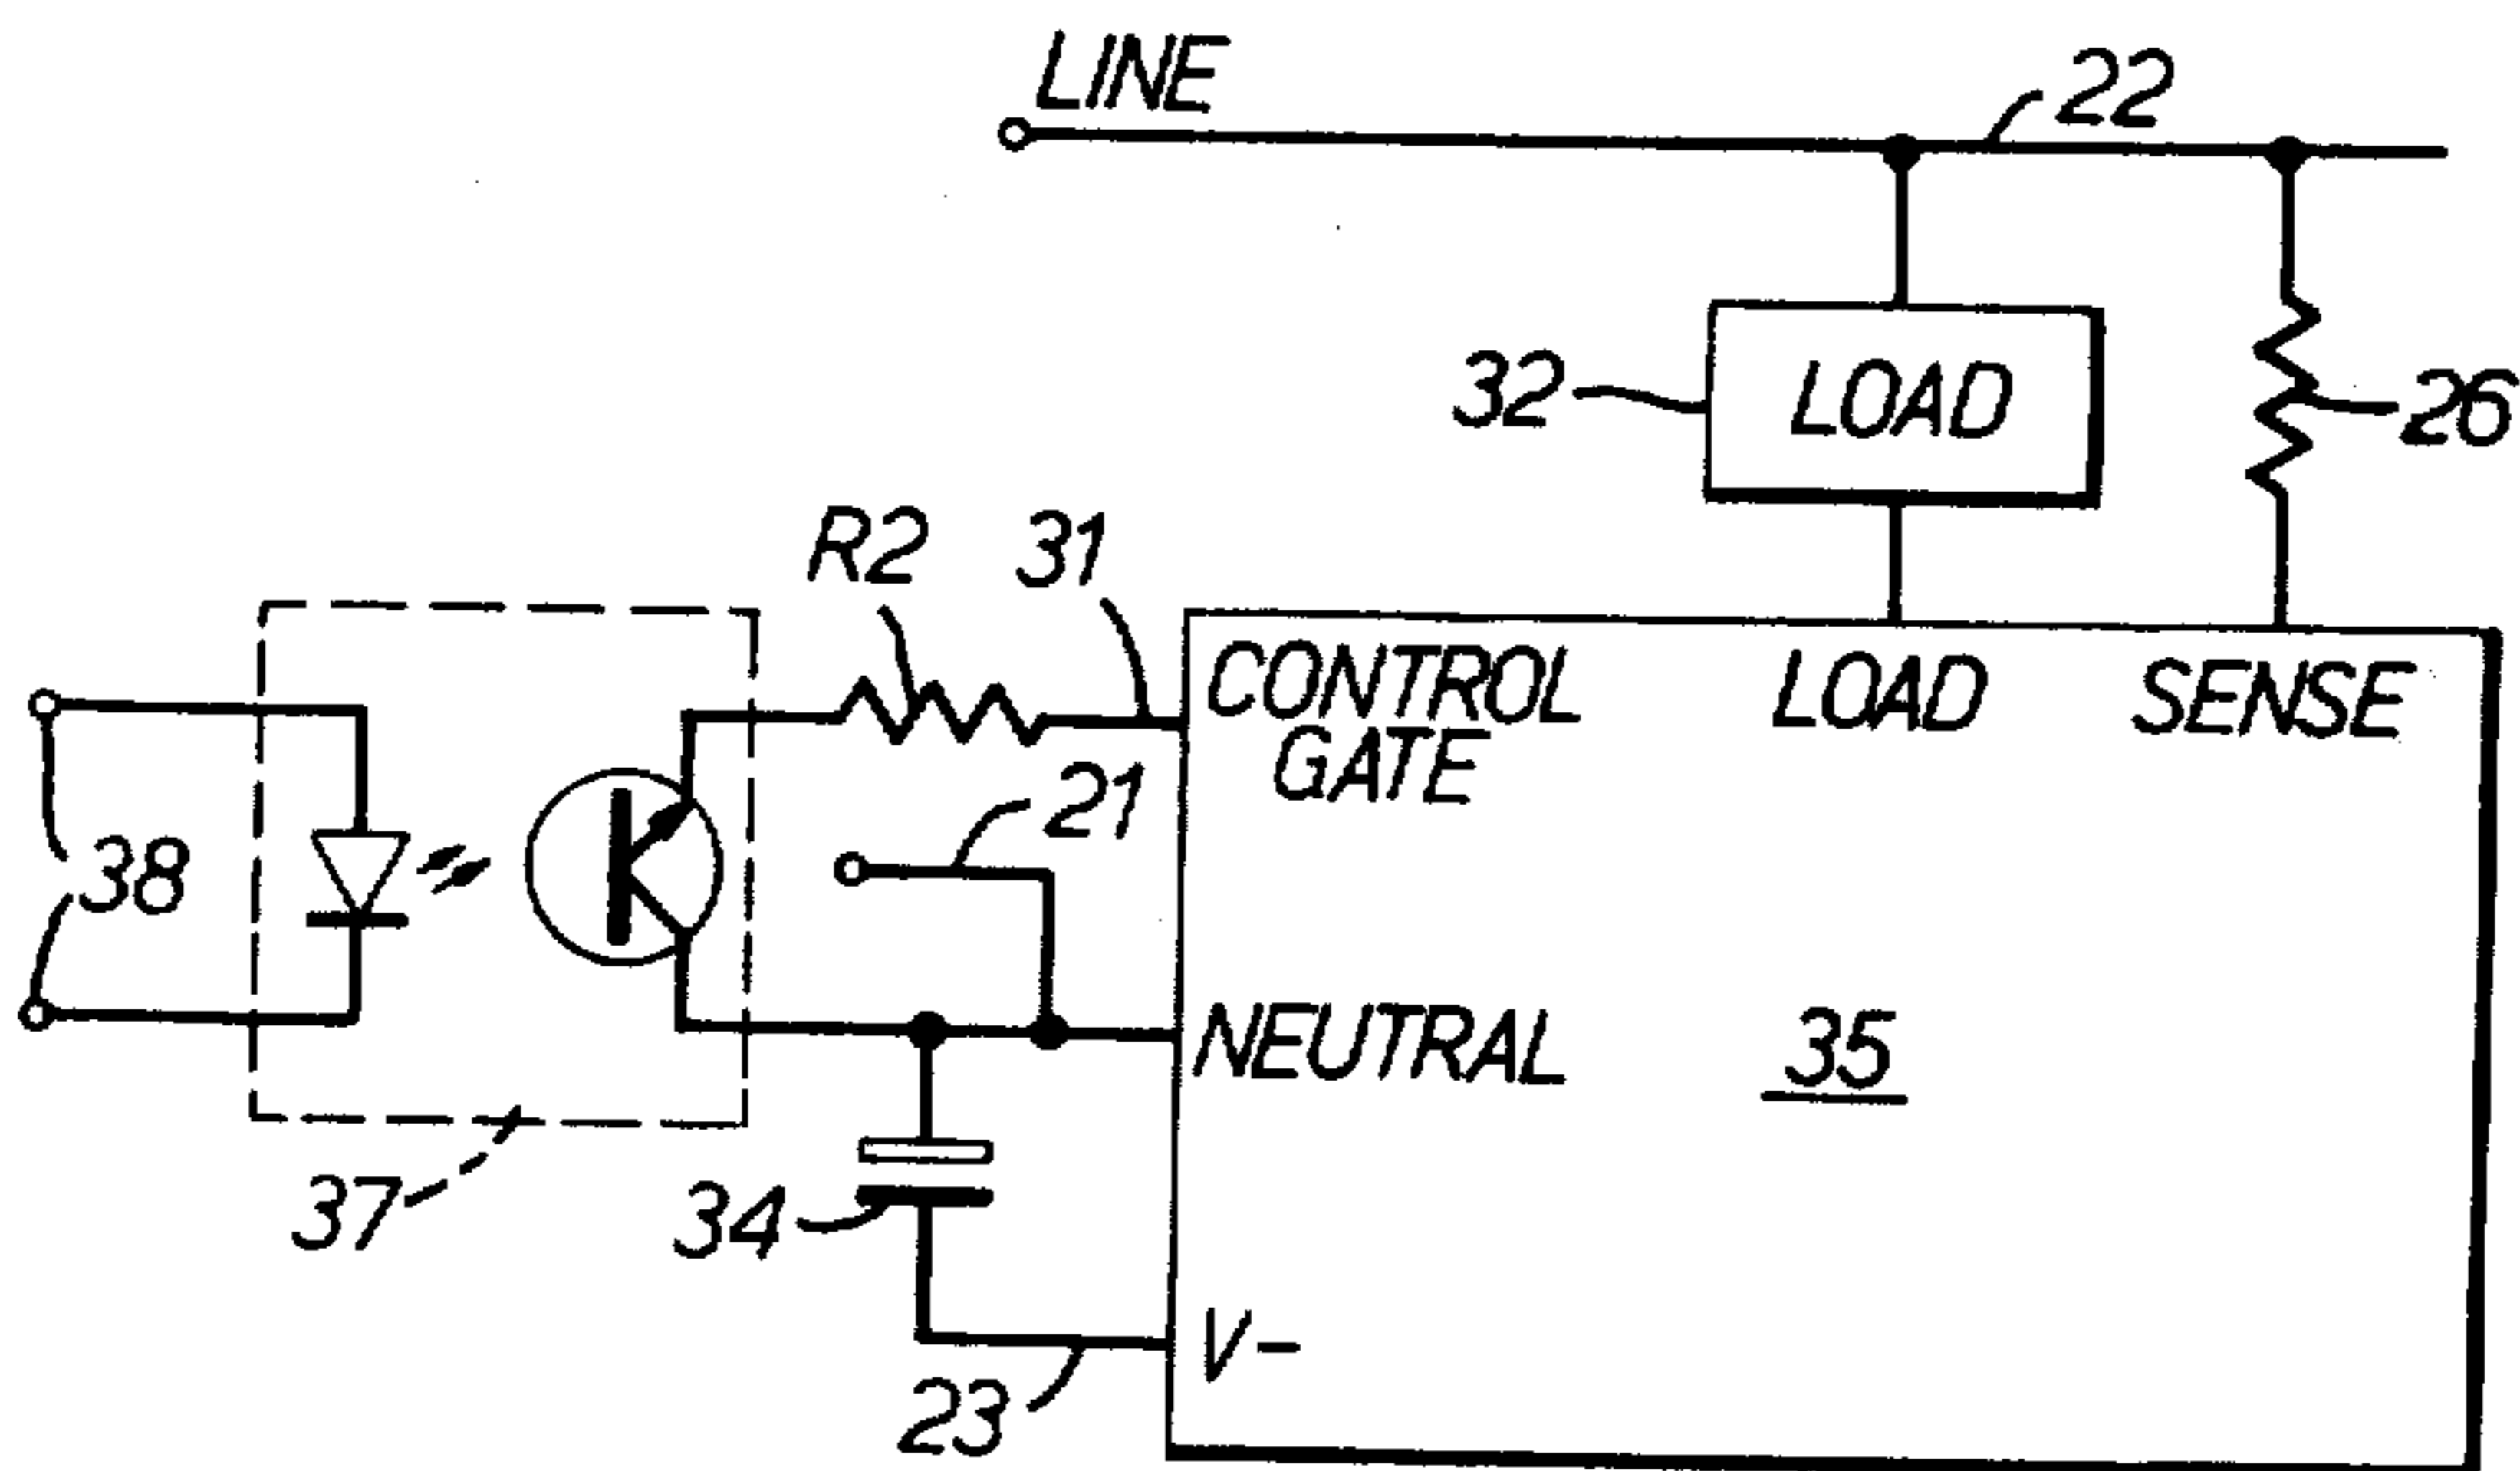 LINE
22
32
LOAD
26
R2
31
CONTROL
GATE
LOAD
SENSE
21
38
NEUTRAL
35
37
34
V-
23